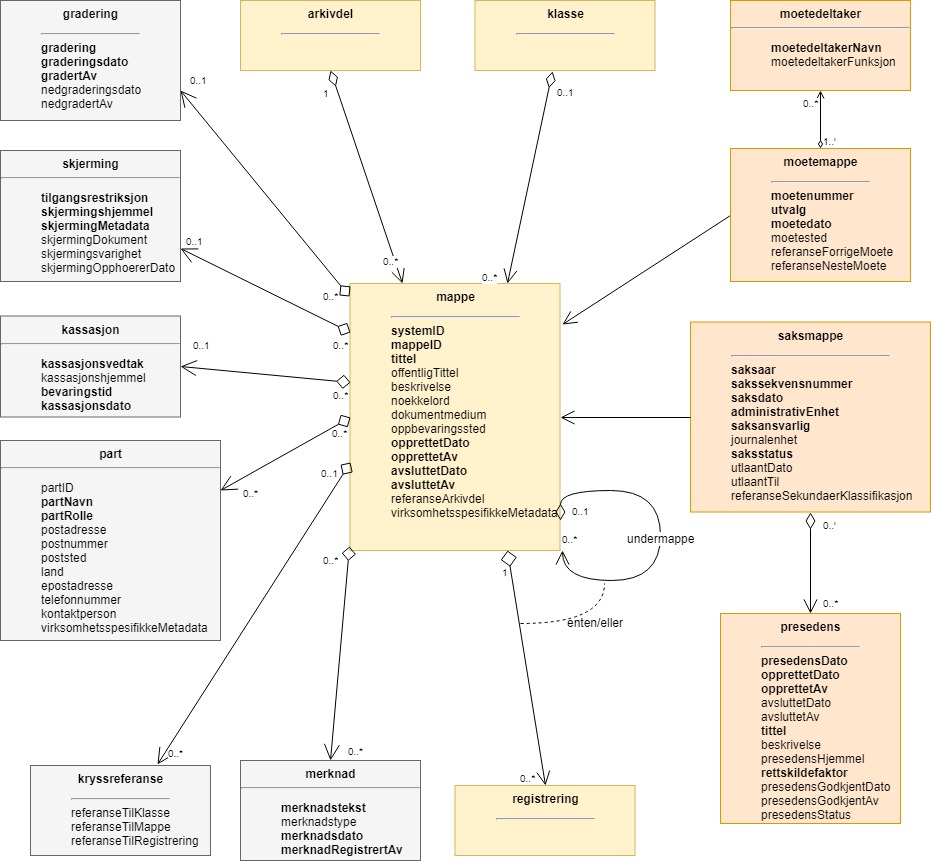 gradering
gradering
graderingsdato
gradertAv
nedgraderingsdato
nedgradertAv
0..1
arkivdel
1
klasse
0..1
moetedeltaker
moetedeltakerNavn
moetedeltakerFunksjon
0..*
1..*
moetemappe
moetenummer
utvalg
moetedato
moetested
referanseForrigeMoete
referanseNesteMoete
skjerming
tilgangsrestriksjon
skjermingshjemmel
skjermingMetadata
skjermingDokument
skjermingsvarighet
skjermingOpphoererDato
0..1
0..*
0..*
0..*
0..*
0..*
0..*
0..1
mappe
systemID
mappeID
tittel
offentligTittel
beskrivelse
noekkelord
dokumentmedium
oppbevaringssted
opprettetDato
opprettetAv
avsluttetDato
avsluttetAv
referanseArkivdel
virksomhetsspesifikkeMetadata
0..1
0..*
undermappe
enten/eller
0..*
1
kassasjon
kassasjonsvedtak
kassasjonshjemmel
bevaringstid
kassasjonsdato
0..1
saksmappe
saksaar
sakssekvensnummer
saksdato
administrativEnhet
saksansvarlig
journalenhet
saksstatus
utlaantDato
utlaantTil
referanseSekundaerKlassifikasjon
0..*
0..*
part
partID
partNavn
partRolle
postadresse
postnummer
poststed
land
epostadresse
telefonnummer
kontaktperson
virksomhetsspesifikkeMetadata
0..*
presedens
presedensDato
opprettetDato
opprettetAv
avsluttetDato
avsluttetAv
tittel
beskrivelse
presedensHjemmel
rettskildefaktor
presedensGodkjentDato
presedensGodkjentAv
presedensStatus
0..*
kryssreferanse
referanseTilKlasse
referanseTilMappe
referanseTilRegistrering
0..*
merknad
merknadstekst
merknadstype
merknadsdato
merknadRegistrertAv
0..*
registrering